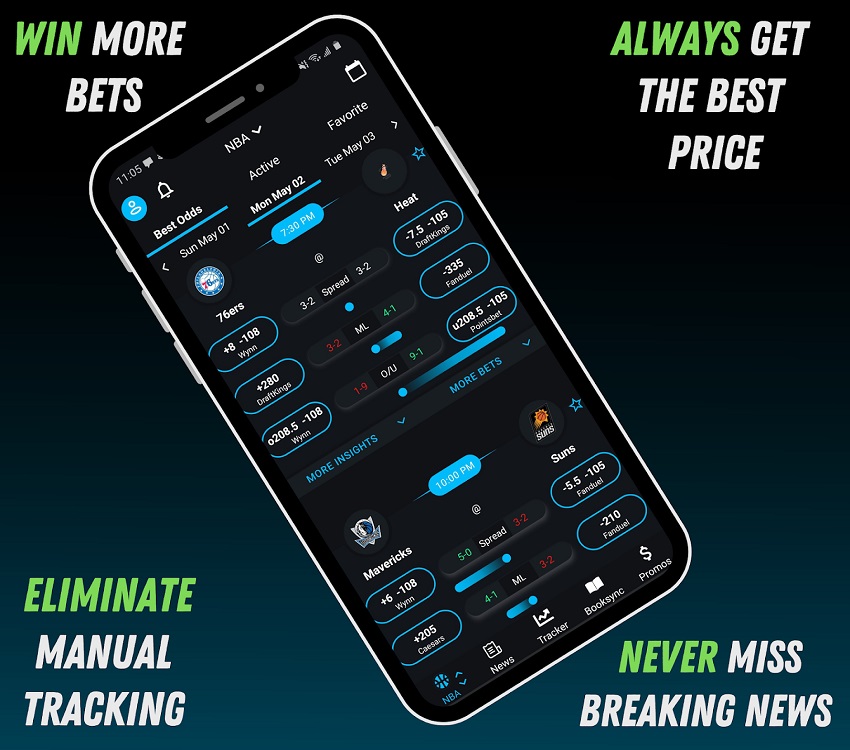 WIN MORE
BETS
ALWAYS GET
THE BEST
PRICE
11:05
NBA
Best Odds
Active
Favorite
Sun May 01
Mon May 02
Tue May 03
7:30 PM
76ers
@
Heat
+8 -108
Wynn
3-2 Spread 3-2
-7.5 -105
DraftKings
+280
DraftKings
3-2 ML 4-1
-335
Fanduel
o208.5 -108
Wynn
1-9 O/U 9-1
u208.5 -105
Pointsbet
MORE INSIGHTS
MORE BETS
10:00 PM
SUNS
Mavericks
@
Suns
+6 -108
Wynn
5-0 Spread 3-2
-5.5 -105
Fanduel
+205
Caesars
4-1 ML 3-2
-210
Fanduel
NBA
News
Tracker
Booksync
Promos
ELIMINATE
MANUAL
TRACKING
NEVER MISS
BREAKING NEWS